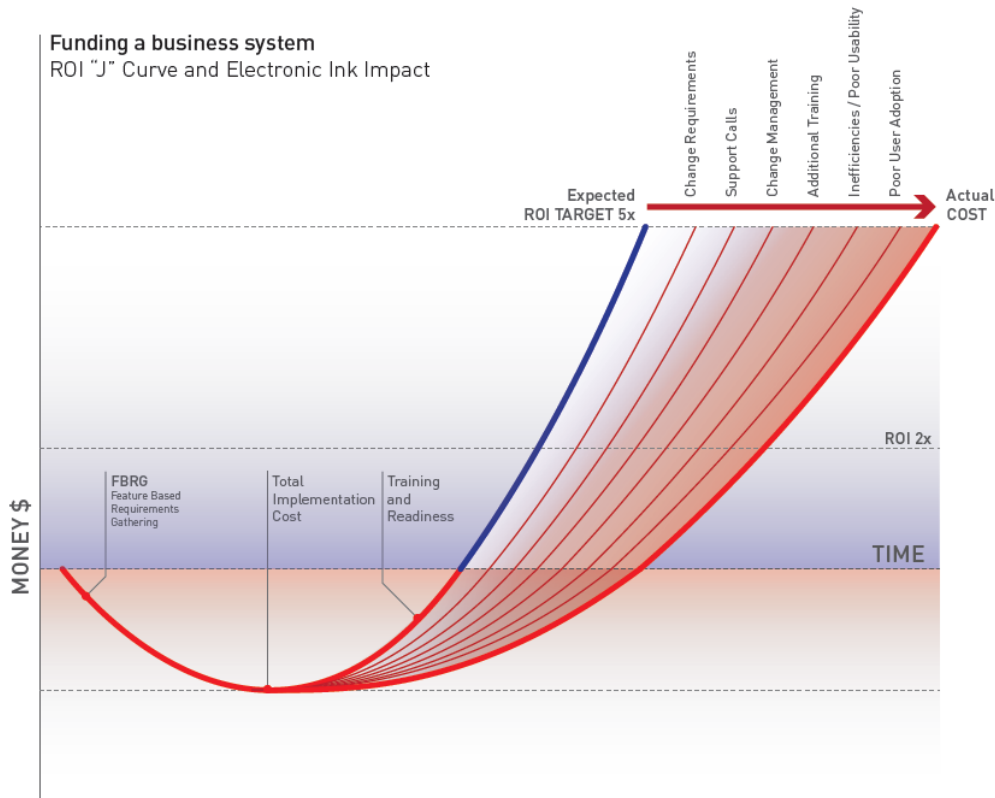 Funding a business system
ROI “J” Curve and Electronic Ink Impact
Change Requirements
Support Calls
Change Management
Additional Training
Inefficiencies / Poor Usability
Poor User Adoption
Expected
ROI TARGET 5x
Actual
COST
ROI 2x
FBRG
Feature Based
Requirements
Gathering
Total
Implementation
Cost
Training
and
Readiness
TIME
MONEY $